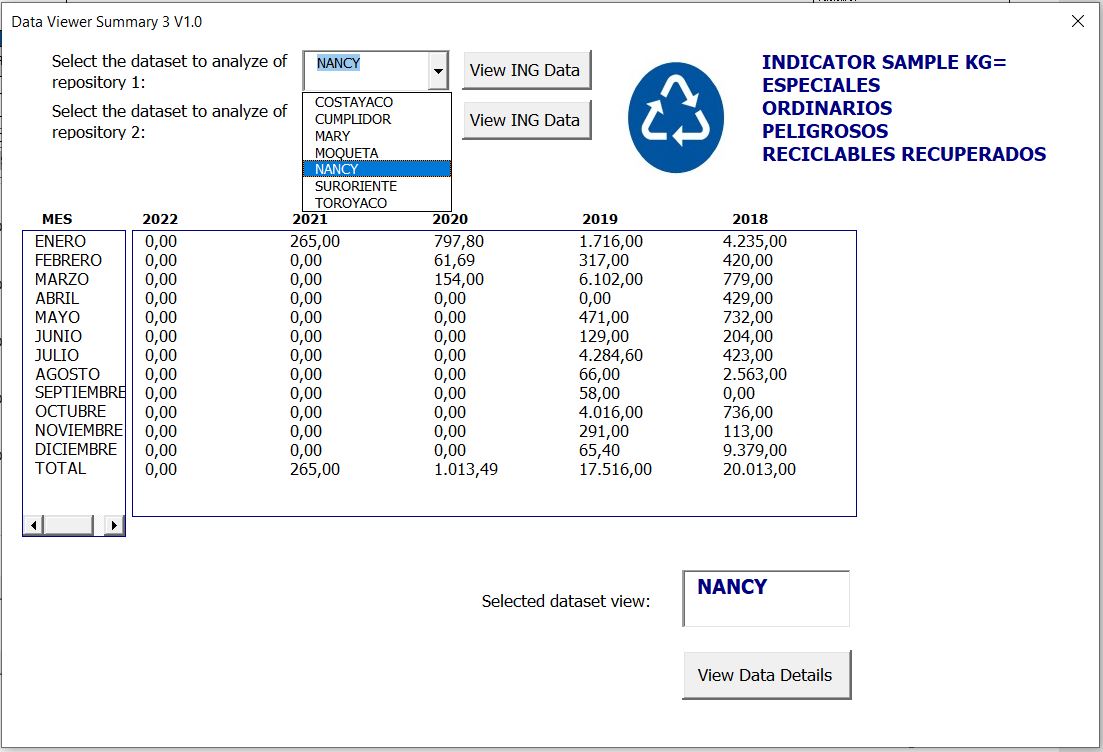 Data Viewer Summary 3 V1.0
Select the dataset to analyze of
repository 1:
NANCY
View ING Data
Select the dataset to analyze of
repository 2:
View ING Data
COSTAYACO
CUMPLIDOR
MARY
MOQUETA
NANCY
SURORIENTE
TOROYACO
INDICATOR SAMPLE KG=
ESPECIALES
ORDINARIOS
PELIGROSOS
RECICLABLES RECUPERADOS
MES 2022 2021 2020 2019 2018
ENERO 0,00 265,00 797,80 1.716,00 4.235,00
FEBRERO 0,00 0,00 61,69 317,00 420,00
MARZO 0,00 0,00 154,00 6.102,00 779,00
ABRIL 0,00 0,00 0,00 0,00 429,00
MAYO 0,00 0,00 0,00 471,00 732,00
JUNIO 0,00 0,00 0,00 129,00 204,00
JULIO 0,00 0,00 0,00 4.284,60 423,00
AGOSTO 0,00 0,00 0,00 66,00 2.563,00
SEPTIEMBRE 0,00 0,00 0,00 58,00 0,00
OCTUBRE 0,00 0,00 0,00 4.016,00 736,00
NOVIEMBRE 0,00 0,00 0,00 291,00 113,00
DICIEMBRE 0,00 0,00 0,00 65,40 9.379,00
TOTAL 0,00 265,00 1.013,49 17.516,00 20.013,00
Selected dataset view:
NANCY
View Data Details